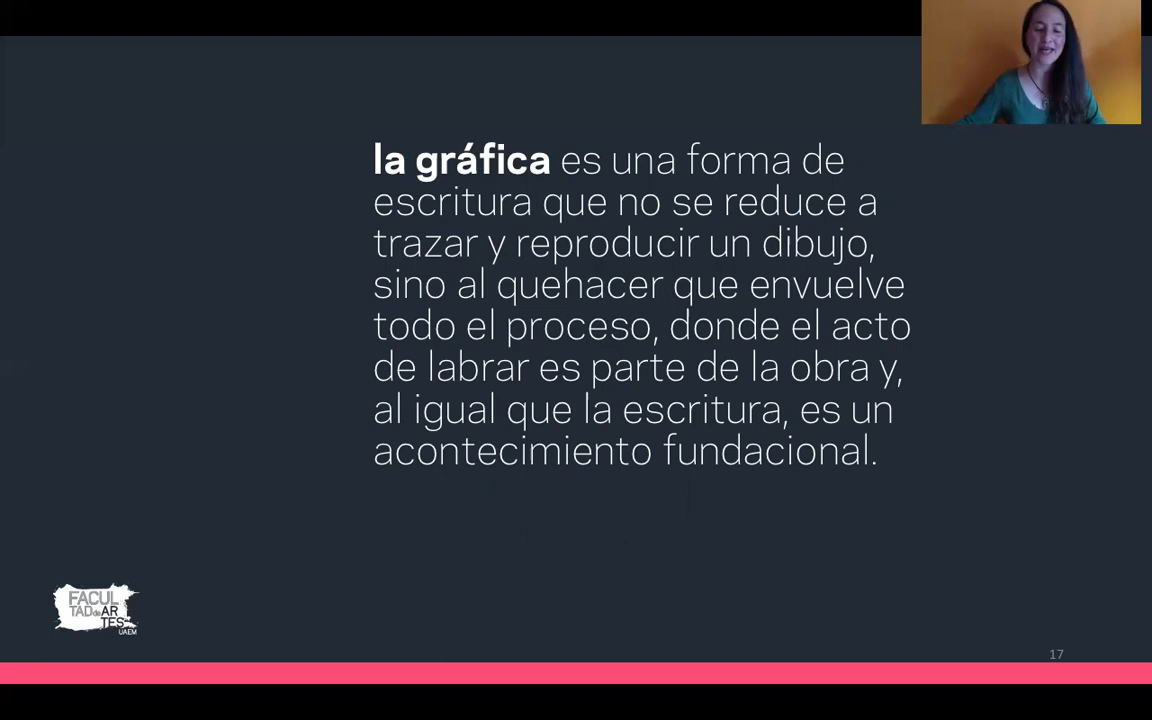 la gráfica es una forma de
escritura que no se reduce a
trazar y reproducir un dibujo,
sino al quehacer que envuelve
todo el proceso, donde el acto
de labrar es parte de la obra y,
al igual que la escritura, es un
acontecimiento fundacional.
FACUL
TAD de AR
TES
UAEM
17